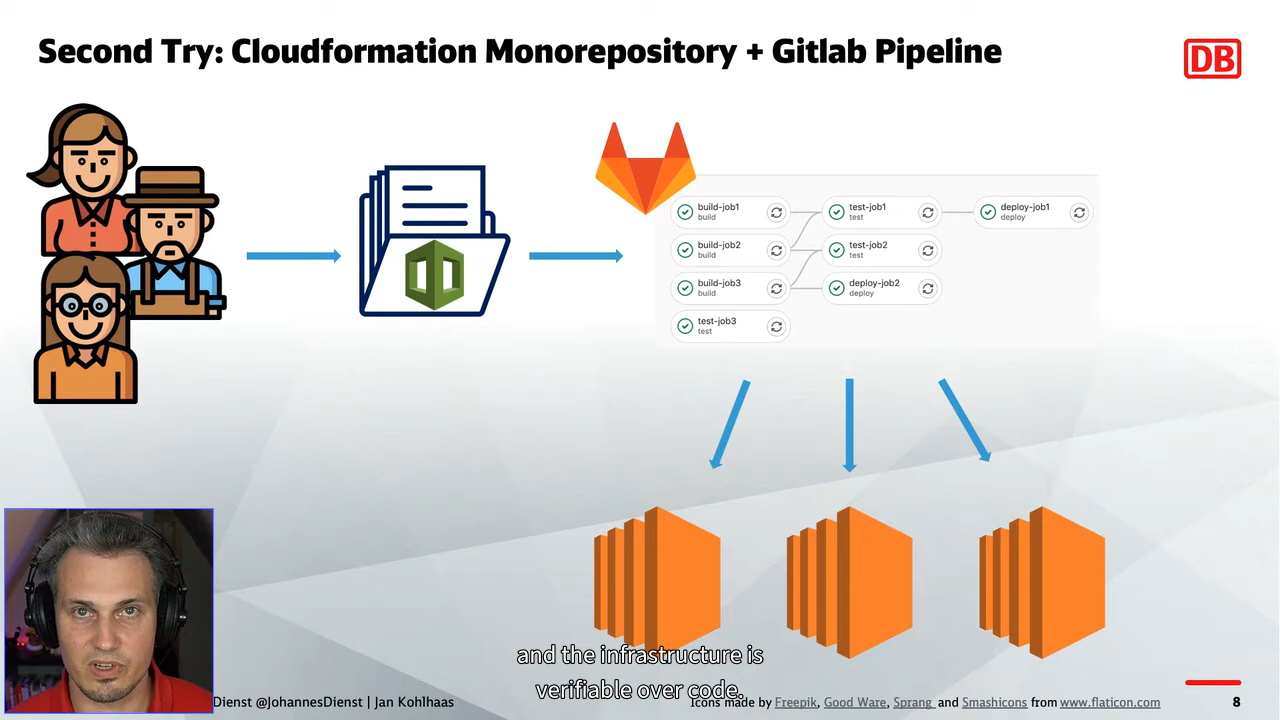 Second Try: Cloudformation Monorepository + Gitlab Pipeline
DB
build-job1
build
test-job1
test
deploy-job1
deploy
build-job2
build
test-job2
test
build-job3
build
deploy-job2
deploy
test-job3
test
and the infrastructure is
verifiable over code.
Dienst @JohannesDienst | Jan Kohlhaas
Icons made by Freepik, Good Ware, Sprang and Smashicons from www.flaticon.com
8